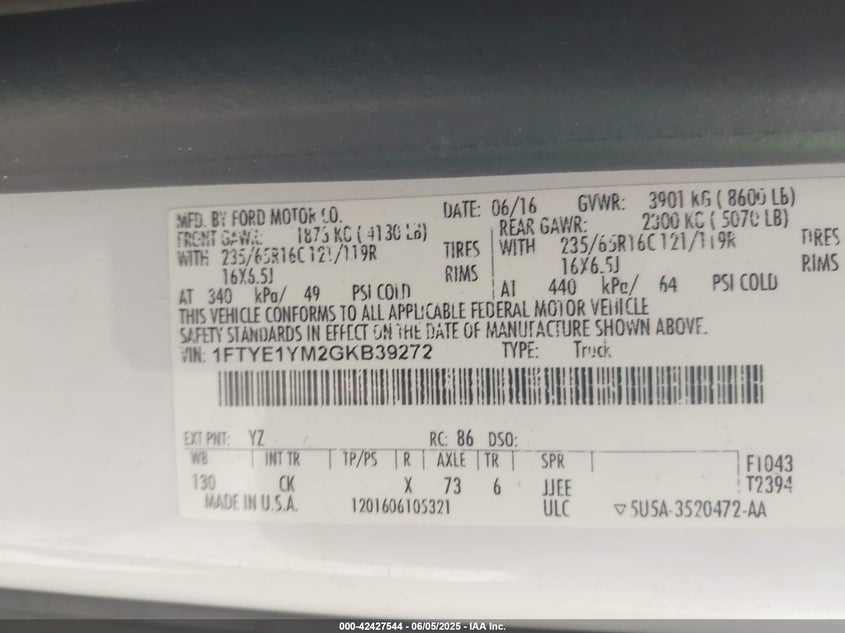 MFD. BY FORD MOTOR CO. DATE: 06/16 GVWR: 3901 KG ( 8600 LB)
FRONT GAWR: 1873 KG ( 4130 LB) REAR GAWR: 2300 KG ( 5070 LB)
WITH 235/65R16C 121/119R TIRES WITH 235/65R16C 121/119R TIRES
16X6.5J RIMS 16X6.5J RIMS
AT 340 kPa/ 49 PSI COLD AT 440 kPa/ 64 PSI COLD
THIS VEHICLE CONFORMS TO ALL APPLICABLE FEDERAL MOTOR VEHICLE
SAFETY STANDARDS IN EFFECT ON THE DATE OF MANUFACTURE SHOWN ABOVE.
VIN: 1FTYE1YM2GKB39272 TYPE: Truck
EXT PNT: YZ RC: 86 DSO:
WB INT TR TP/PS R AXLE TR SPR F1043
130 CK X 73 6 JJEE T2394
MADE IN U.S.A. 1201606105321 ULC ▽5U5A-3520472-AA
000-42427544 - 06/05/2025 - IAA Inc.